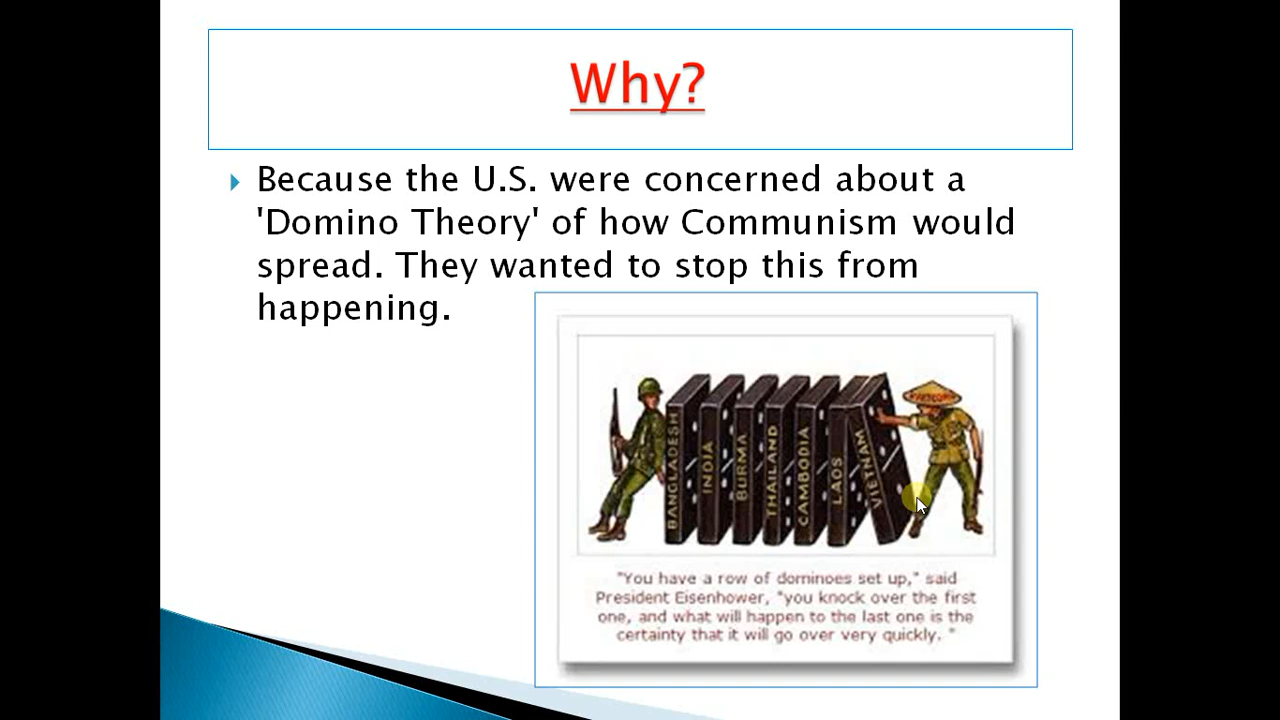 Why?
Because the U.S. were concerned about a
'Domino Theory' of how Communism would
spread. They wanted to stop this from
happening.
BANGLADESH
INDIA
BURMA
THAILAND
CAMBODIA
LAOS
VIETNAM
"You have a row of dominoes set up," said
President Eisenhower, "you knock over the first
one, and what will happen to the last one is the
certainty that it will go over very quickly. "